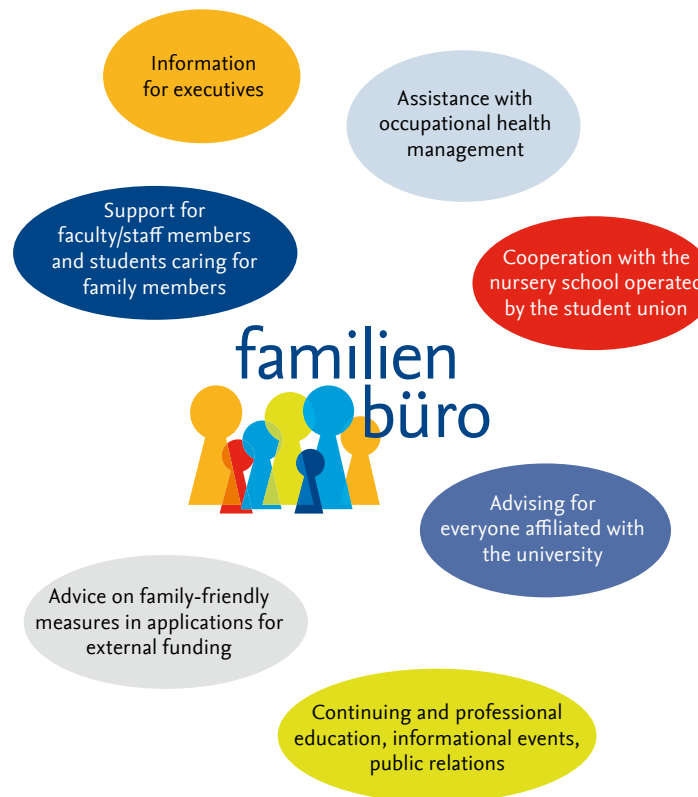 Information
for executives
Assistance with
occupational health
management
Support for
faculty/staff members
and students caring for
family members
Cooperation with the
nursery school operated
by the student union
familien
büro
Advising for
everyone affiliated with
the university
Advice on family-friendly
measures in applications for
external funding
Continuing and professional
education, informational events,
public relations